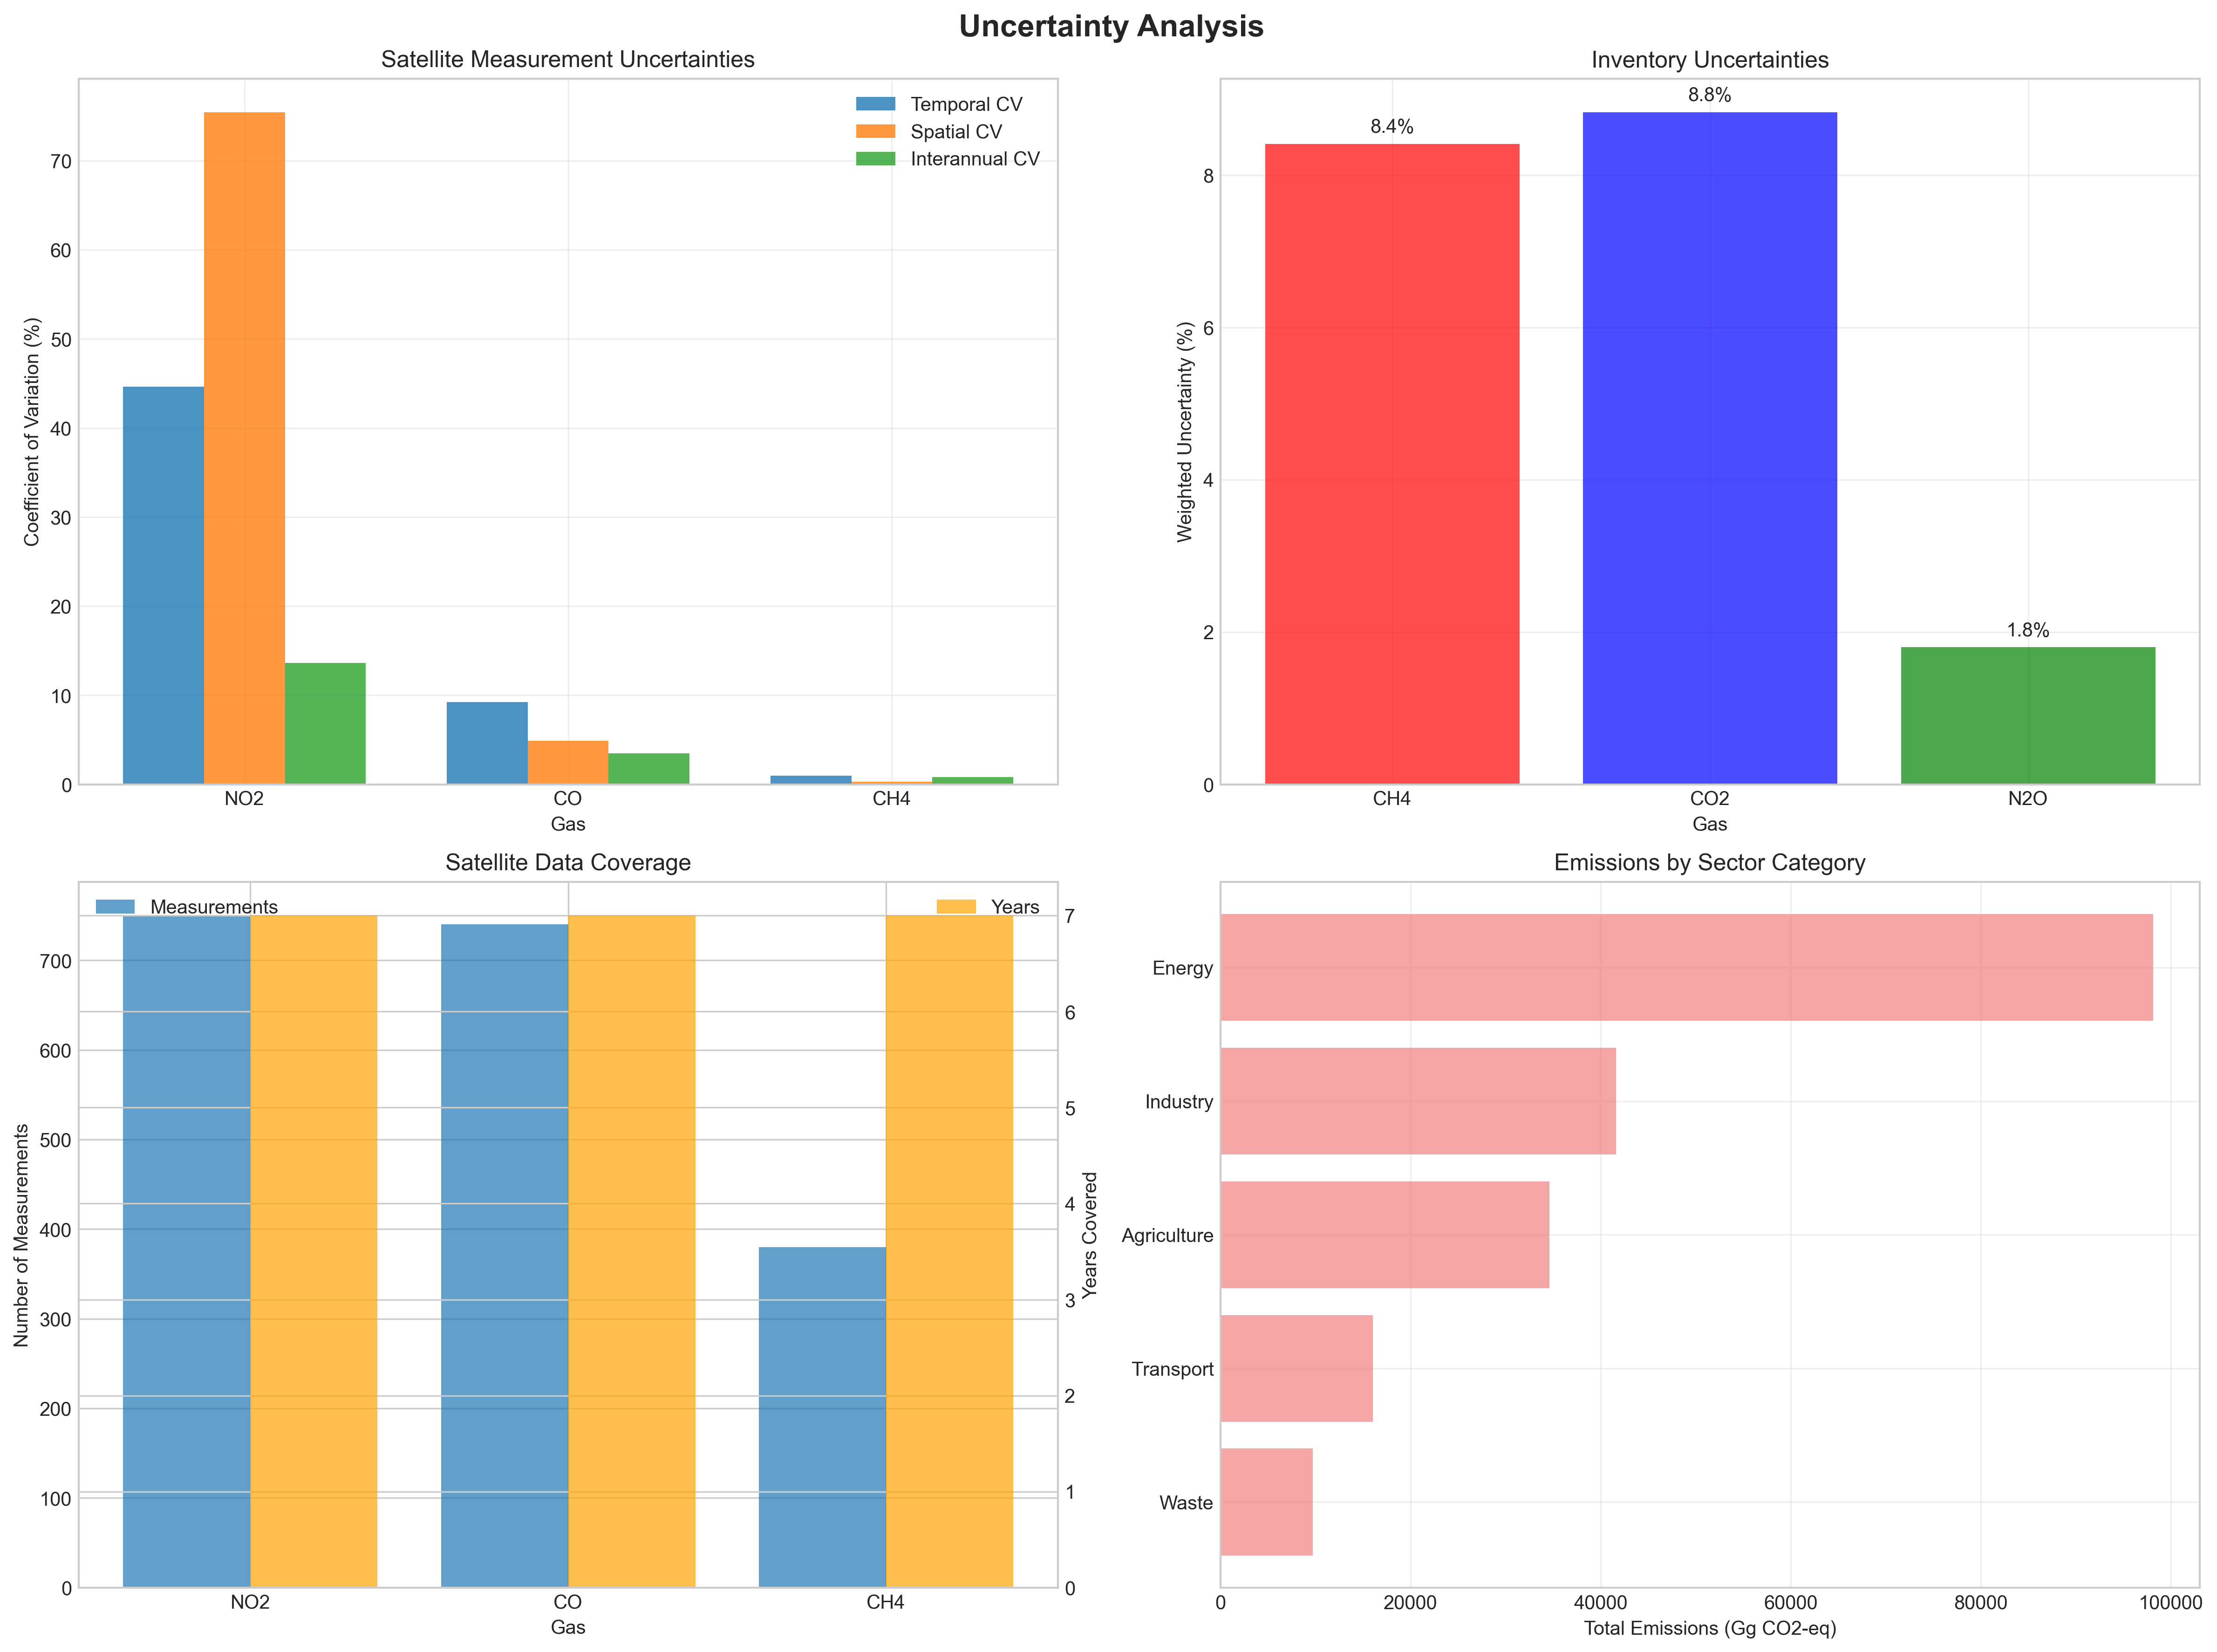 Uncertainty Analysis
Satellite Measurement Uncertainties
Temporal CV
Spatial CV
Interannual CV
Coefficient of Variation (%)
70
60
50
40
30
20
10
0
NO2
CO
CH4
Gas
Inventory Uncertainties
8.4%
8.8%
1.8%
Weighted Uncertainty (%)
8
6
4
2
0
CH4
CO2
N2O
Gas
Satellite Data Coverage
Measurements
Years
Number of Measurements
700
600
500
400
300
200
100
0
7
6
5
4
3
2
1
0
Years Covered
NO2
CO
CH4
Gas
Emissions by Sector Category
Energy
Industry
Agriculture
Transport
Waste
0
20000
40000
60000
80000
100000
Total Emissions (Gg CO2-eq)